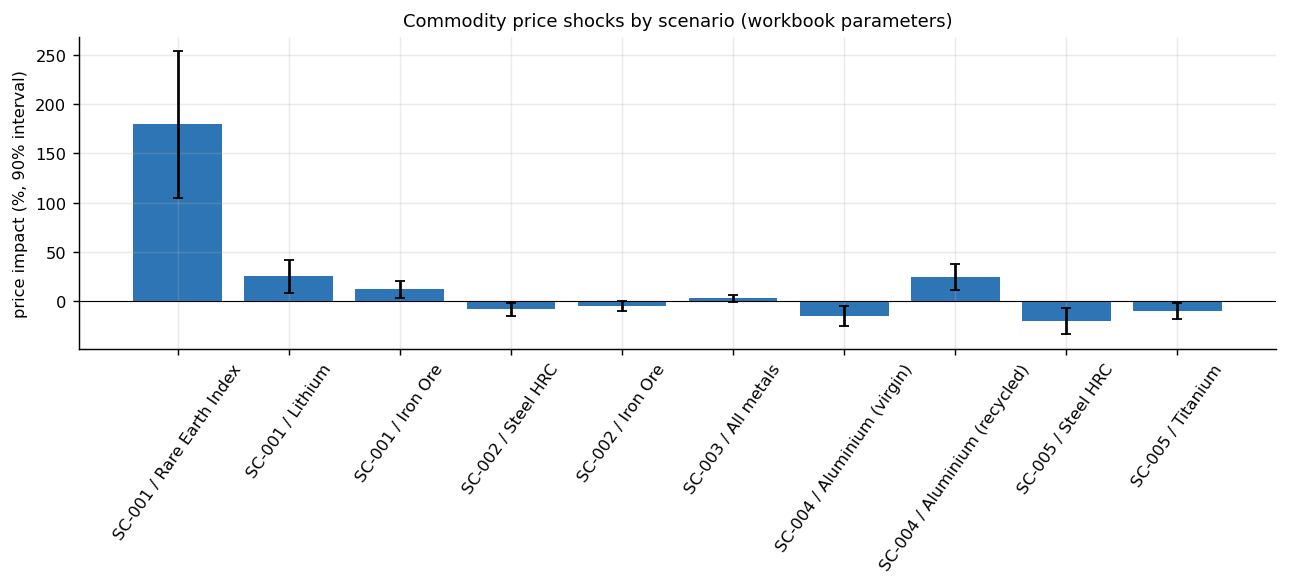 Commodity price shocks by scenario (workbook parameters)
price impact (%, 90% interval)
250
200
150
100
50
0
SC-001 / Rare Earth Index
SC-001 / Lithium
SC-001 / Iron Ore
SC-002 / Steel HRC
SC-002 / Iron Ore
SC-003 / All metals
SC-004 / Aluminium (virgin)
SC-004 / Aluminium (recycled)
SC-005 / Steel HRC
SC-005 / Titanium